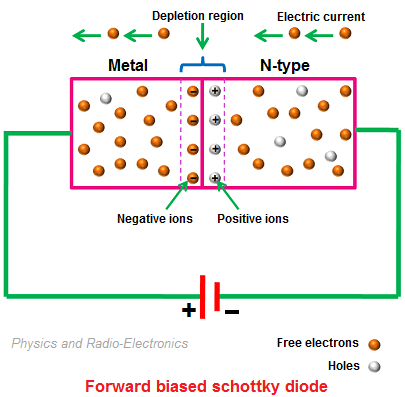 Depletion region
Electric current
Metal
N-type
Negative ions
Positive ions
+
−
Physics and Radio-Electronics
Free electrons
Holes
Forward biased schottky diode